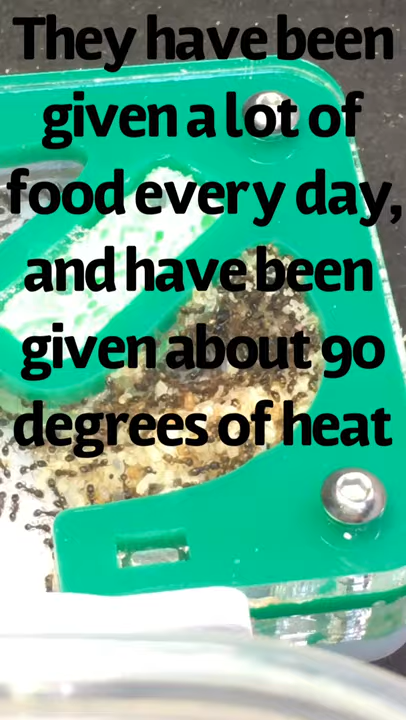 They have been
given a lot of
food every day,
and have been
given about 90
degrees of heat